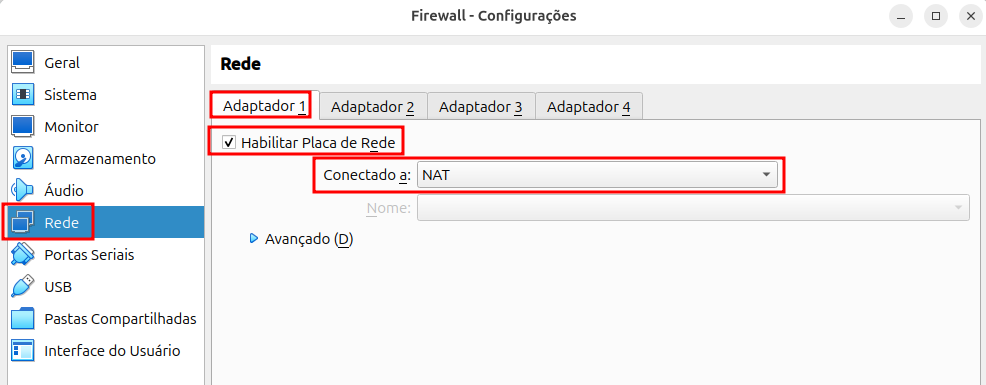 Firewall - Configurações
Geral
Sistema
Monitor
Armazenamento
Áudio
Rede
Portas Seriais
USB
Pastas Compartilhadas
Interface do Usuário
Rede
Adaptador 1 Adaptador 2 Adaptador 3 Adaptador 4
Habilitar Placa de Rede
Conectado a: NAT
Nome:
Avançado (D)